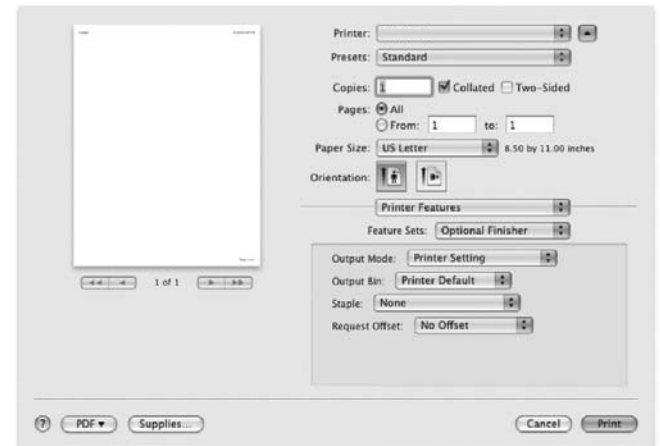 Printer:
Presets: Standard
Copies: 1 Collated Two-Sided
Pages: All
From: 1 to: 1
Paper Size: US Letter 8.50 by 11.00 inches
Orientation:
Printer Features
Feature Sets: Optional Finisher
Output Mode: Printer Setting
Output Bin: Printer Default
Staple: None
Request Offset: No Offset
1 of 1
? PDF Supplies... Cancel Print